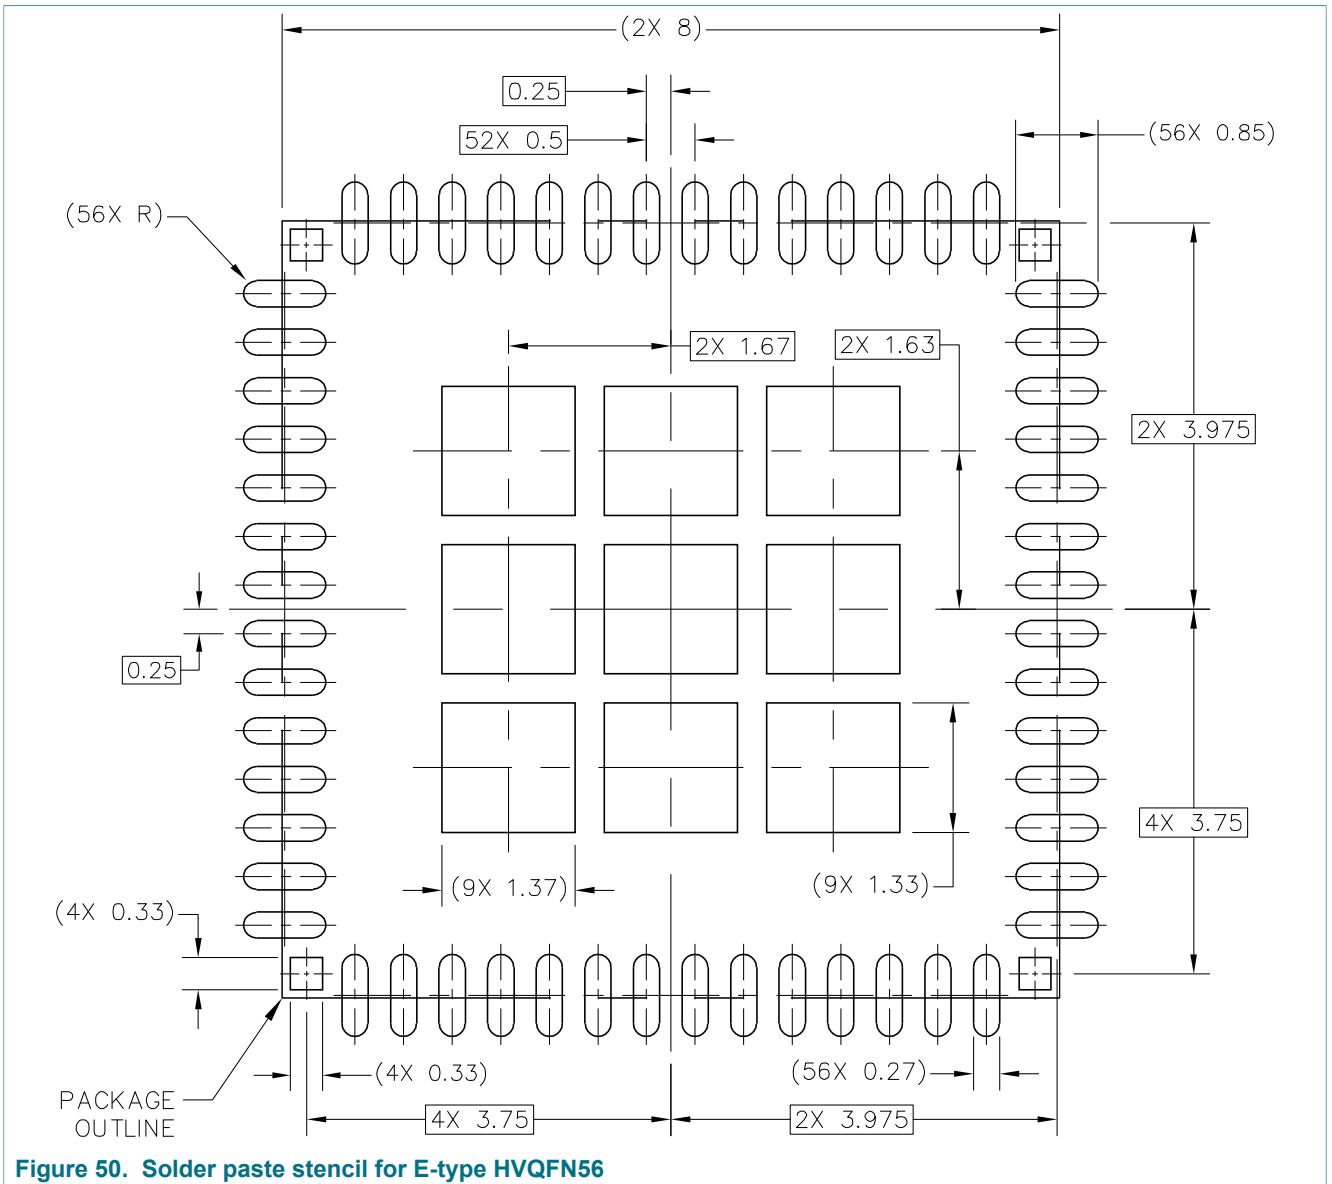 (2X 8)
0.25
52X 0.5
(56X 0.85)
(56X R)
2X 1.67
2X 1.63
2X 3.975
0.25
4X 3.75
(9X 1.37)
(9X 1.33)
(4X 0.33)
(4X 0.33)
(56X 0.27)
PACKAGE
OUTLINE
4X 3.75
2X 3.975
Figure 50. Solder paste stencil for E-type HVQFN56